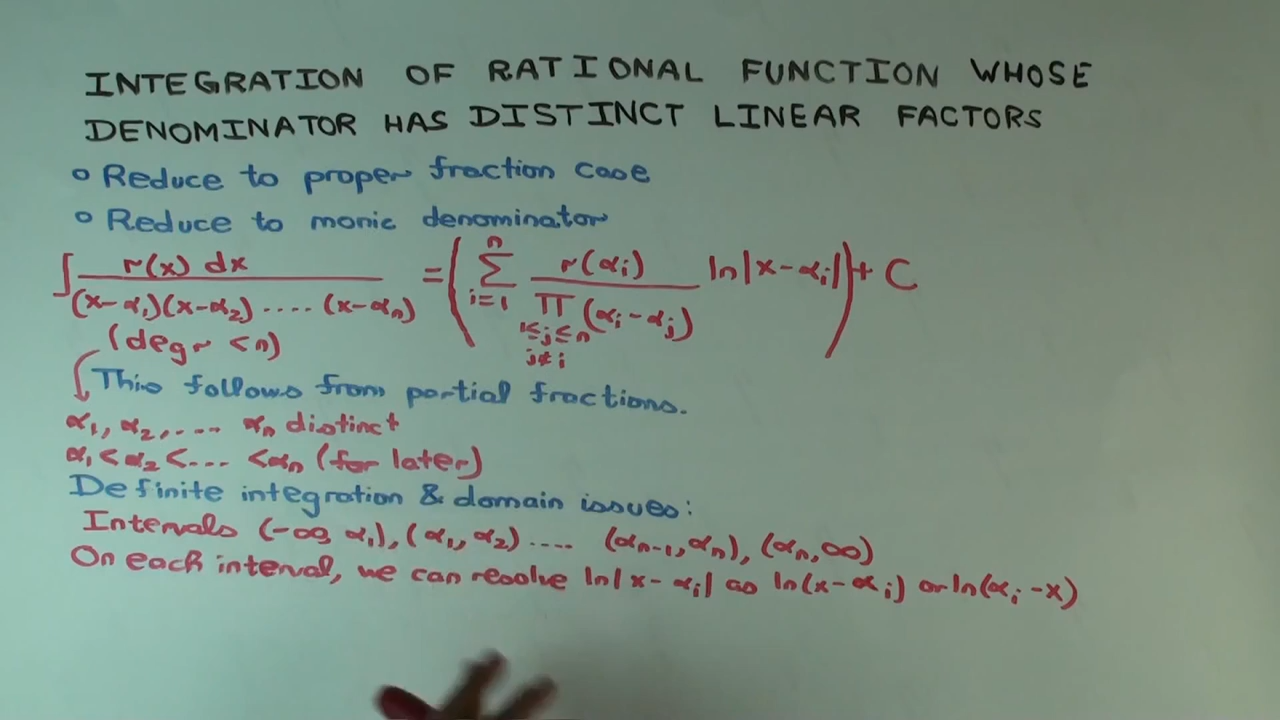 INTEGRATION OF RATIONAL FUNCTION WHOSE
DENOMINATOR HAS DISTINCT LINEAR FACTORS
o Reduce to proper fraction case
o Reduce to monic denominator
∫ r(x) dx / (x-α₁)(x-α₂)....(x-αₙ) = ( Σ_{i=1}^{n} r(αᵢ) / Π_{1≤j≤n, j≠i} (αᵢ-αⱼ) ln|x-αᵢ| ) + C
(deg r < n)
This follows from partial fractions.
α₁, α₂, .... αₙ distinct
α₁ < α₂ < ... < αₙ (for later)
Definite integration & domain issues:
Intervals (-∞, α₁), (α₁, α₂) .... (αₙ₋₁, αₙ), (αₙ, ∞)
On each interval, we can resolve ln|x-αᵢ| as ln(x-αᵢ) or ln(αᵢ-x)